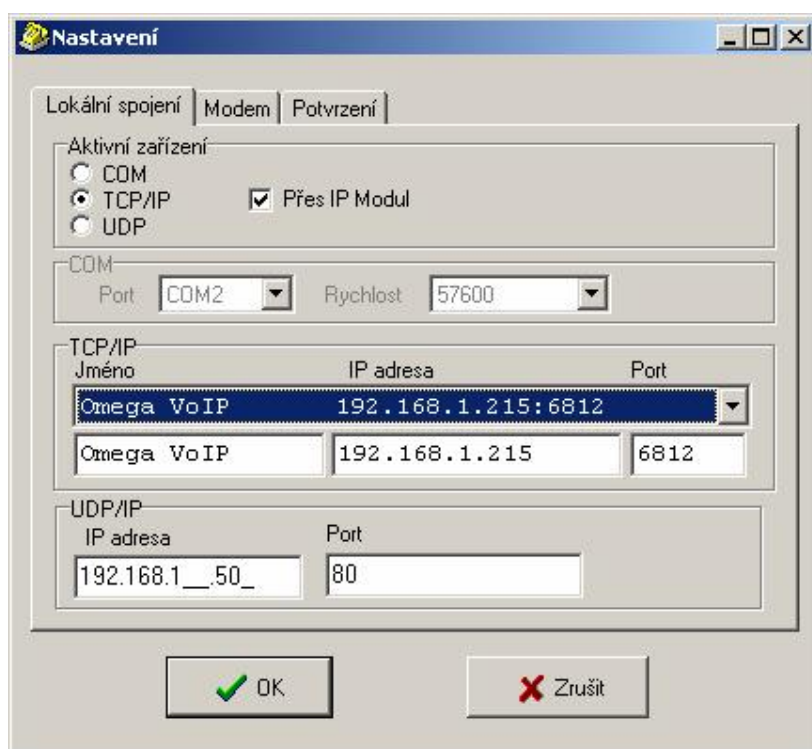 Nastavení
Lokální spojení Modem Potvrzení
Aktivní zařízení
COM
TCP/IP Přes IP Modul
UDP
COM
Port COM2 Rychlost 57600
TCP/IP
Jméno IP adresa Port
Omega VoIP 192.168.1.215:6812
Omega VoIP 192.168.1.215 6812
UDP/IP
IP adresa Port
192.168.1__.50_ 80
OK Zrušit